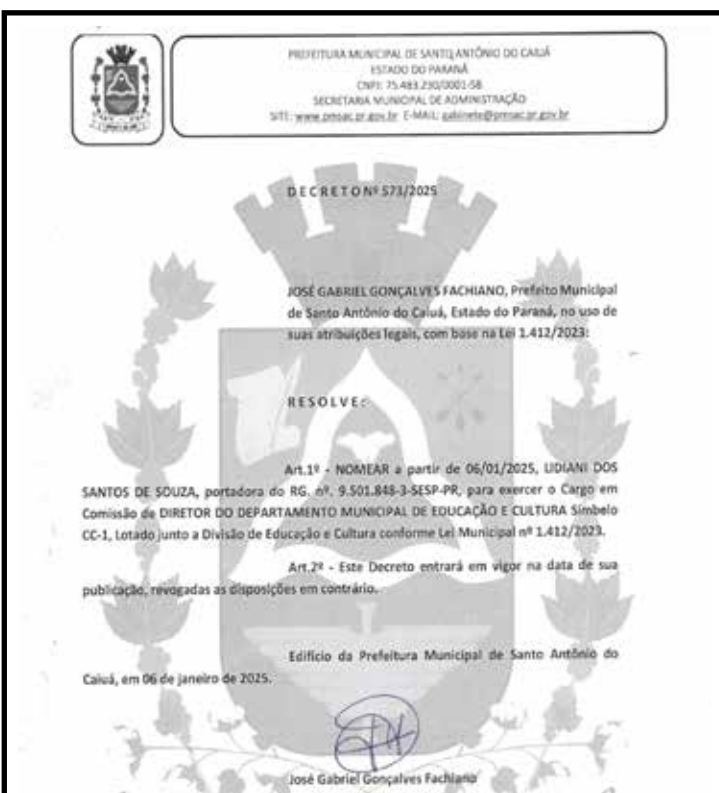 PREFEITURA MUNICIPAL DE SANTO ANTÔNIO DO CAIUÁ
ESTADO DO PARANÁ
CNPJ: 75.483.230/0001-58
SECRETARIA MUNICIPAL DE ADMINISTRAÇÃO
SITE: www.pmsac.pr.gov.br E-MAIL: gabinete@pmsac.pr.gov.br
D E C R E T O Nº 573/2025
JOSÉ GABRIEL GONÇALVES FACHIANO, Prefeito Municipal
de Santo Antônio do Caiuá, Estado do Paraná, no uso de
suas atribuições legais, com base na Lei 1.412/2023:
R E S O L V E :
Art.1º - NOMEAR a partir de 06/01/2025, LIDIANI DOS
SANTOS DE SOUZA, portadora do RG. nº. 9.501.848-3-SESP-PR, para exercer o Cargo em
Comissão de DIRETOR DO DEPARTAMENTO MUNICIPAL DE EDUCAÇÃO E CULTURA Símbolo
CC-1, Lotado junto a Divisão de Educação e Cultura conforme Lei Municipal nº 1.412/2023.
Art.2º - Este Decreto entrará em vigor na data de sua
publicação, revogadas as disposições em contrário.
Edifício da Prefeitura Municipal de Santo Antônio do
Caiuá, em 06 de janeiro de 2025.
José Gabriel Gonçalves Fachiano